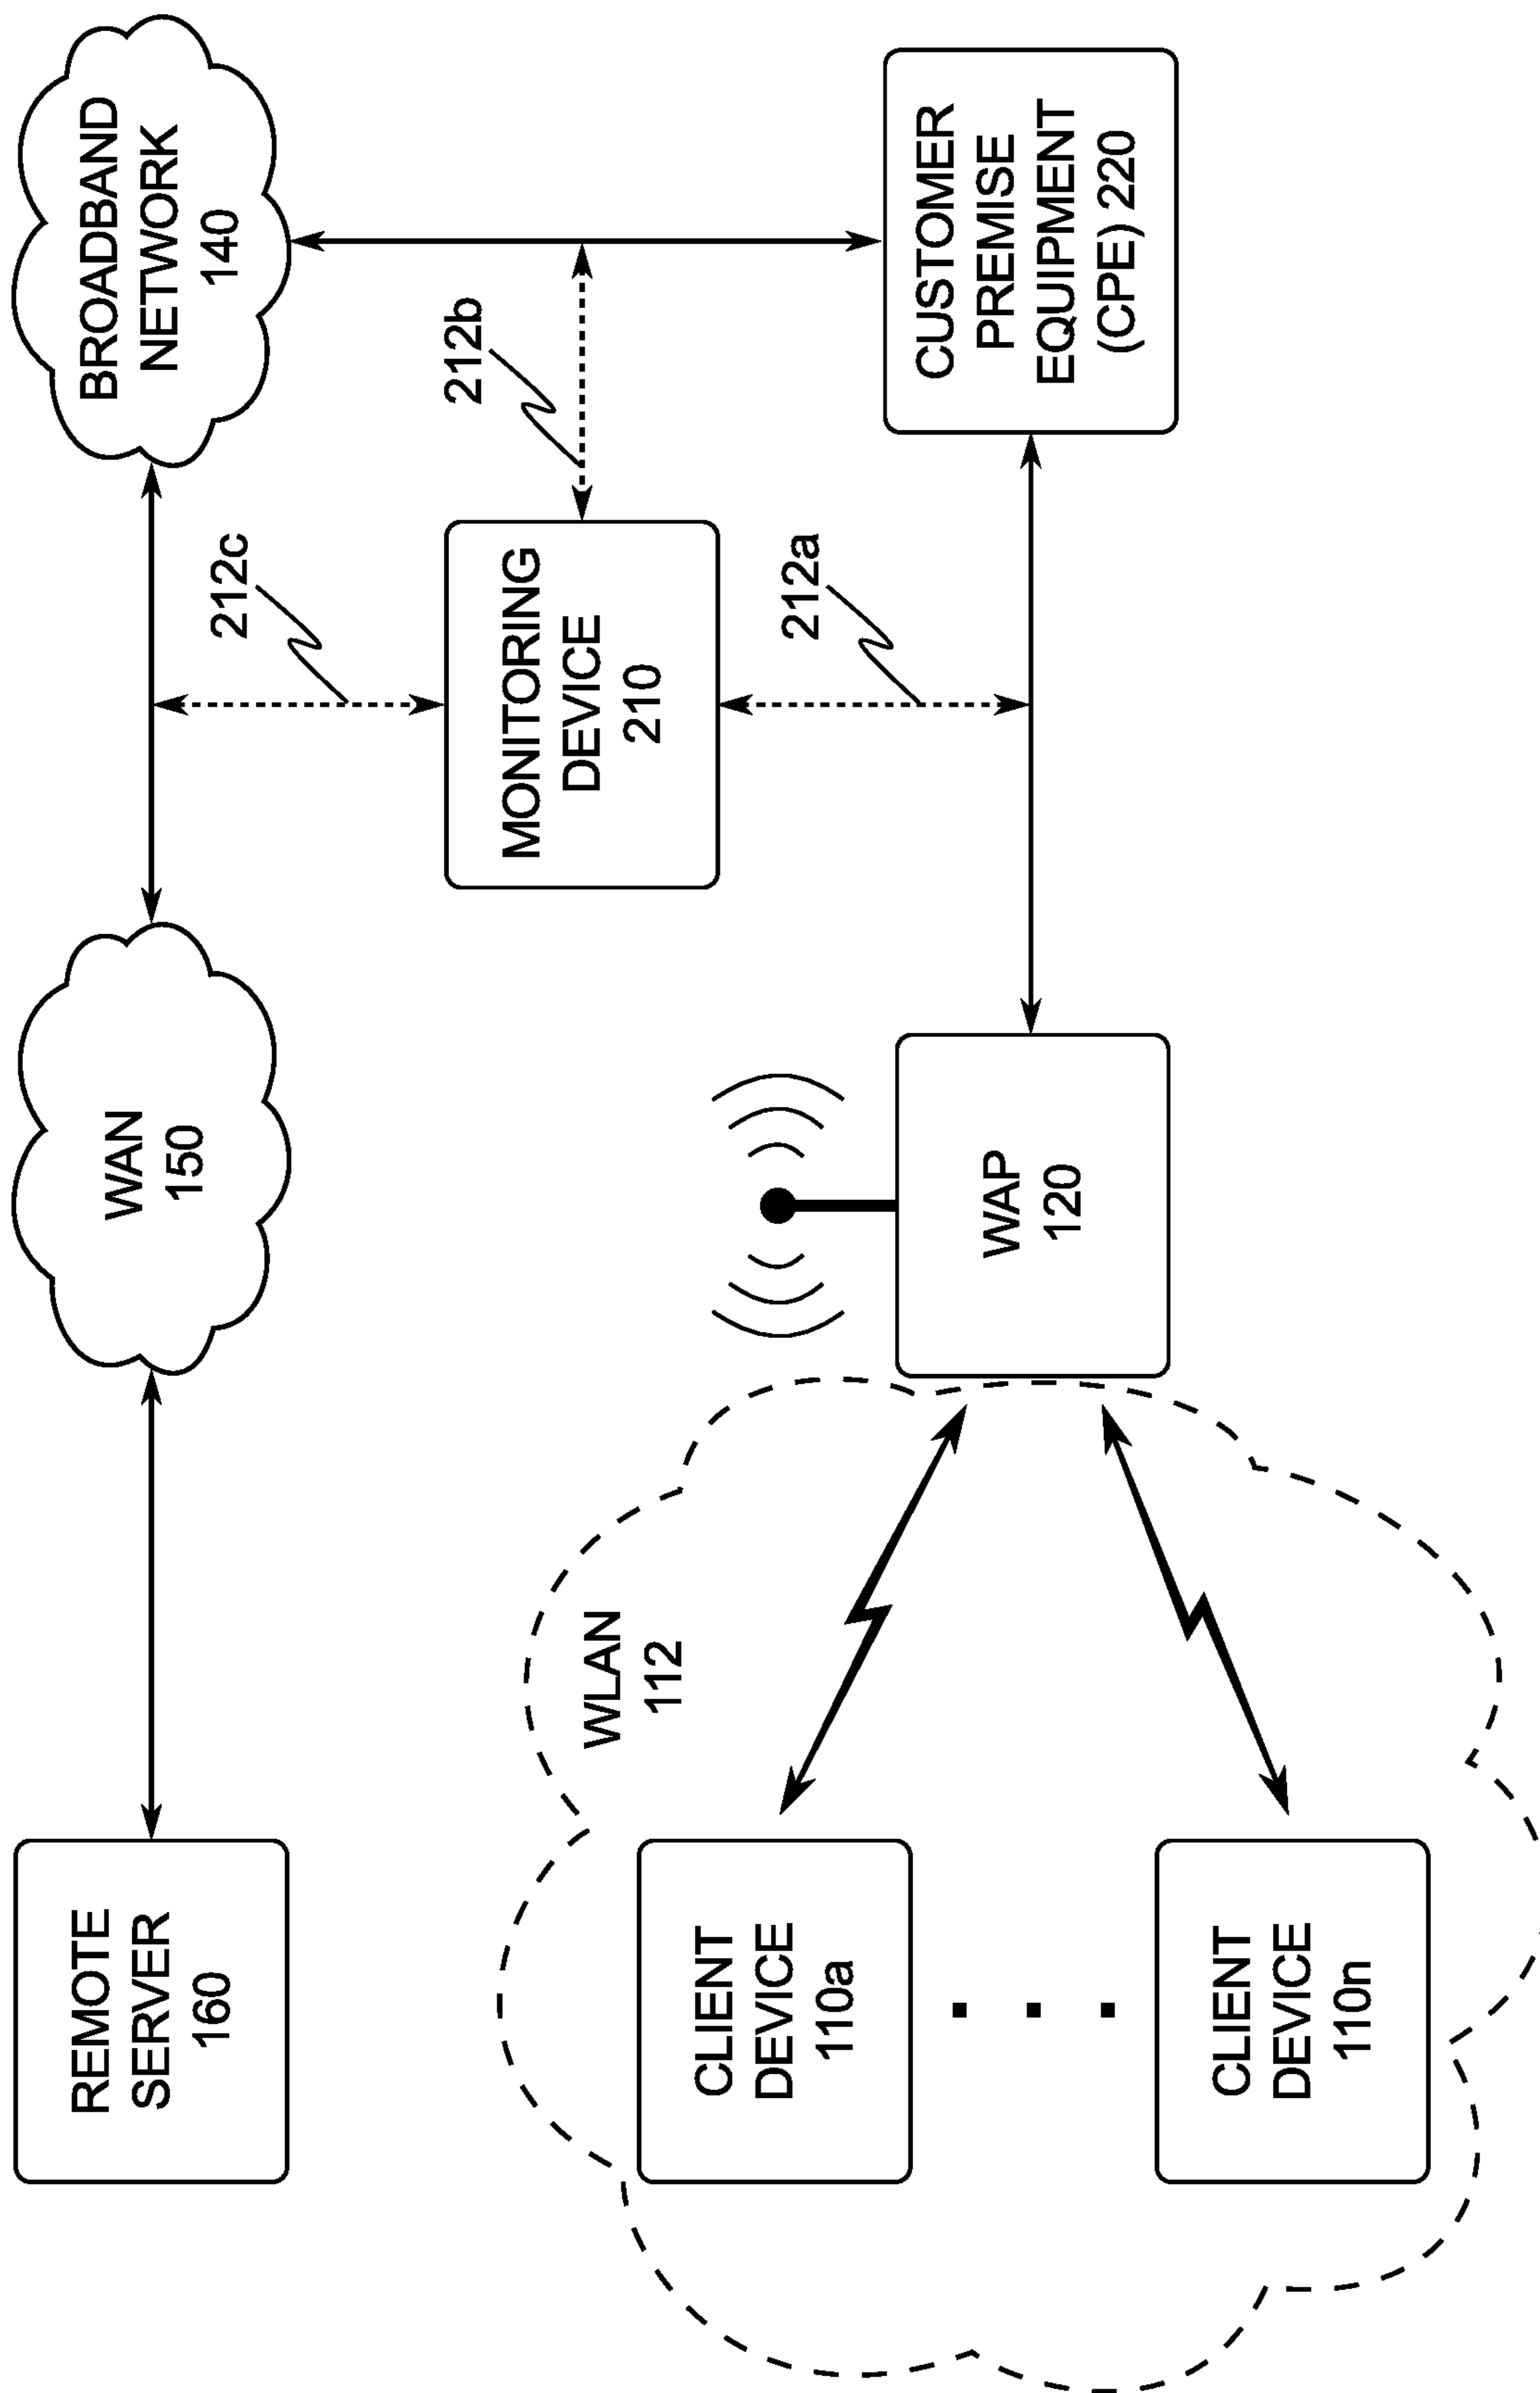 REMOTE
SERVER
160
WAN
150
BROADBAND
NETWORK
140
212c
212b
MONITORING
DEVICE
210
212a
WLAN
112
CLIENT
DEVICE
110a
CLIENT
DEVICE
110n
WAP
120
CUSTOMER
PREMISE
EQUIPMENT
(CPE) 220